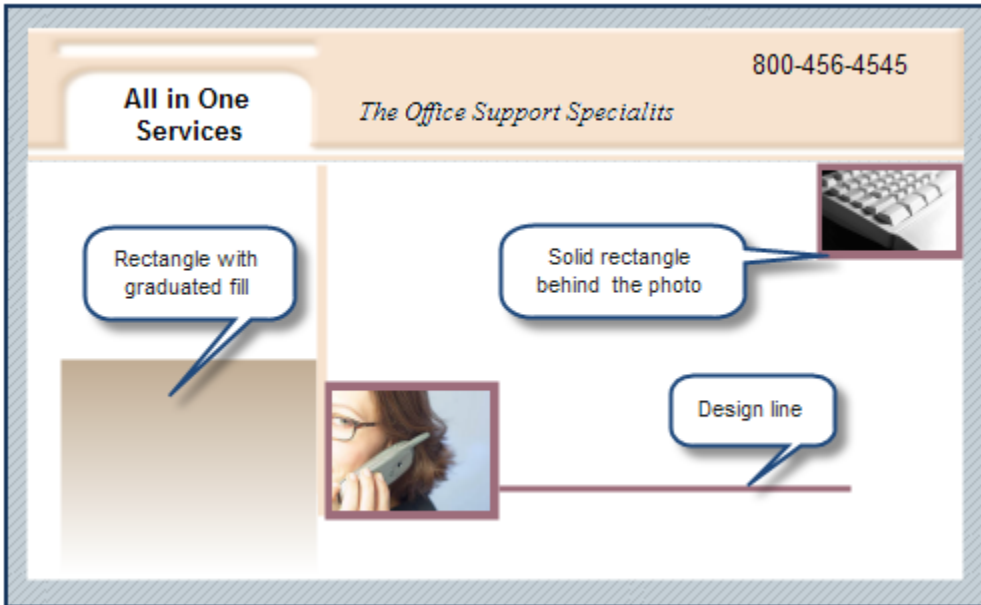 800-456-4545
All in One
Services
The Office Support Specialits
Rectangle with
graduated fill
Solid rectangle
behind the photo
Design line